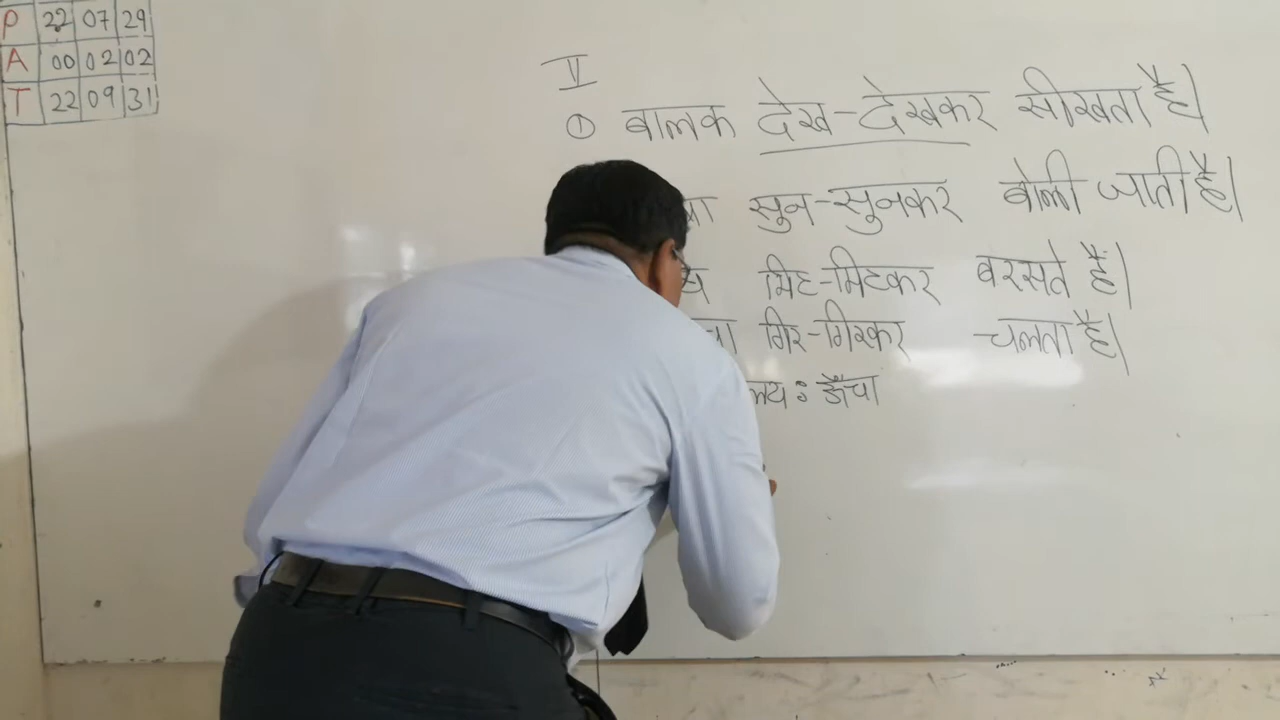 P 22 07 29
A 00 02 02
T 22 09 31
II
① बालक देख-देखकर सीखता है।
सुन-सुनकर बोली जाती है।
मिट-मिटकर बरसते हैं।
गिर-गिरकर चलता है।
ऊँचा